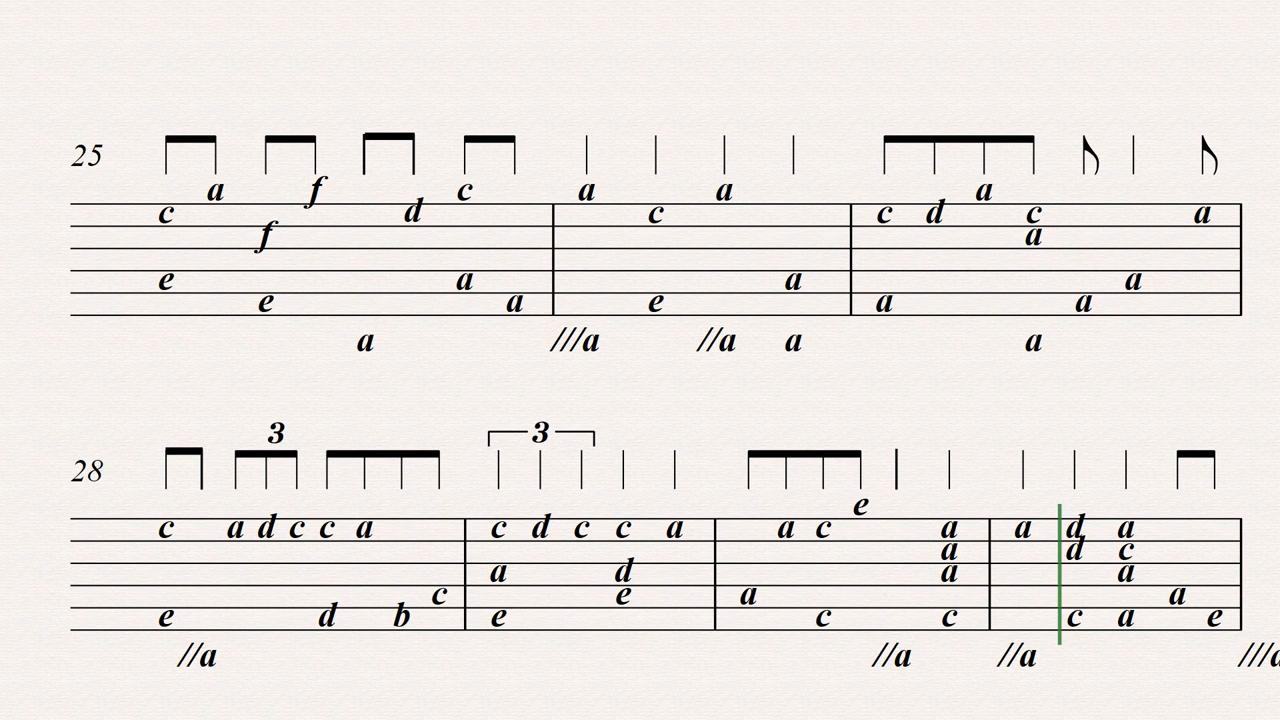 a f c a a a
25 c d c c d c a
f a
e a a a
e a e a a
a ///a //a a a
3 3
e
28 c a d c c a c d c c a a c a a d a
a d c
a d a a
c e a a
e d b e c c c a e
//a //a //a ///a